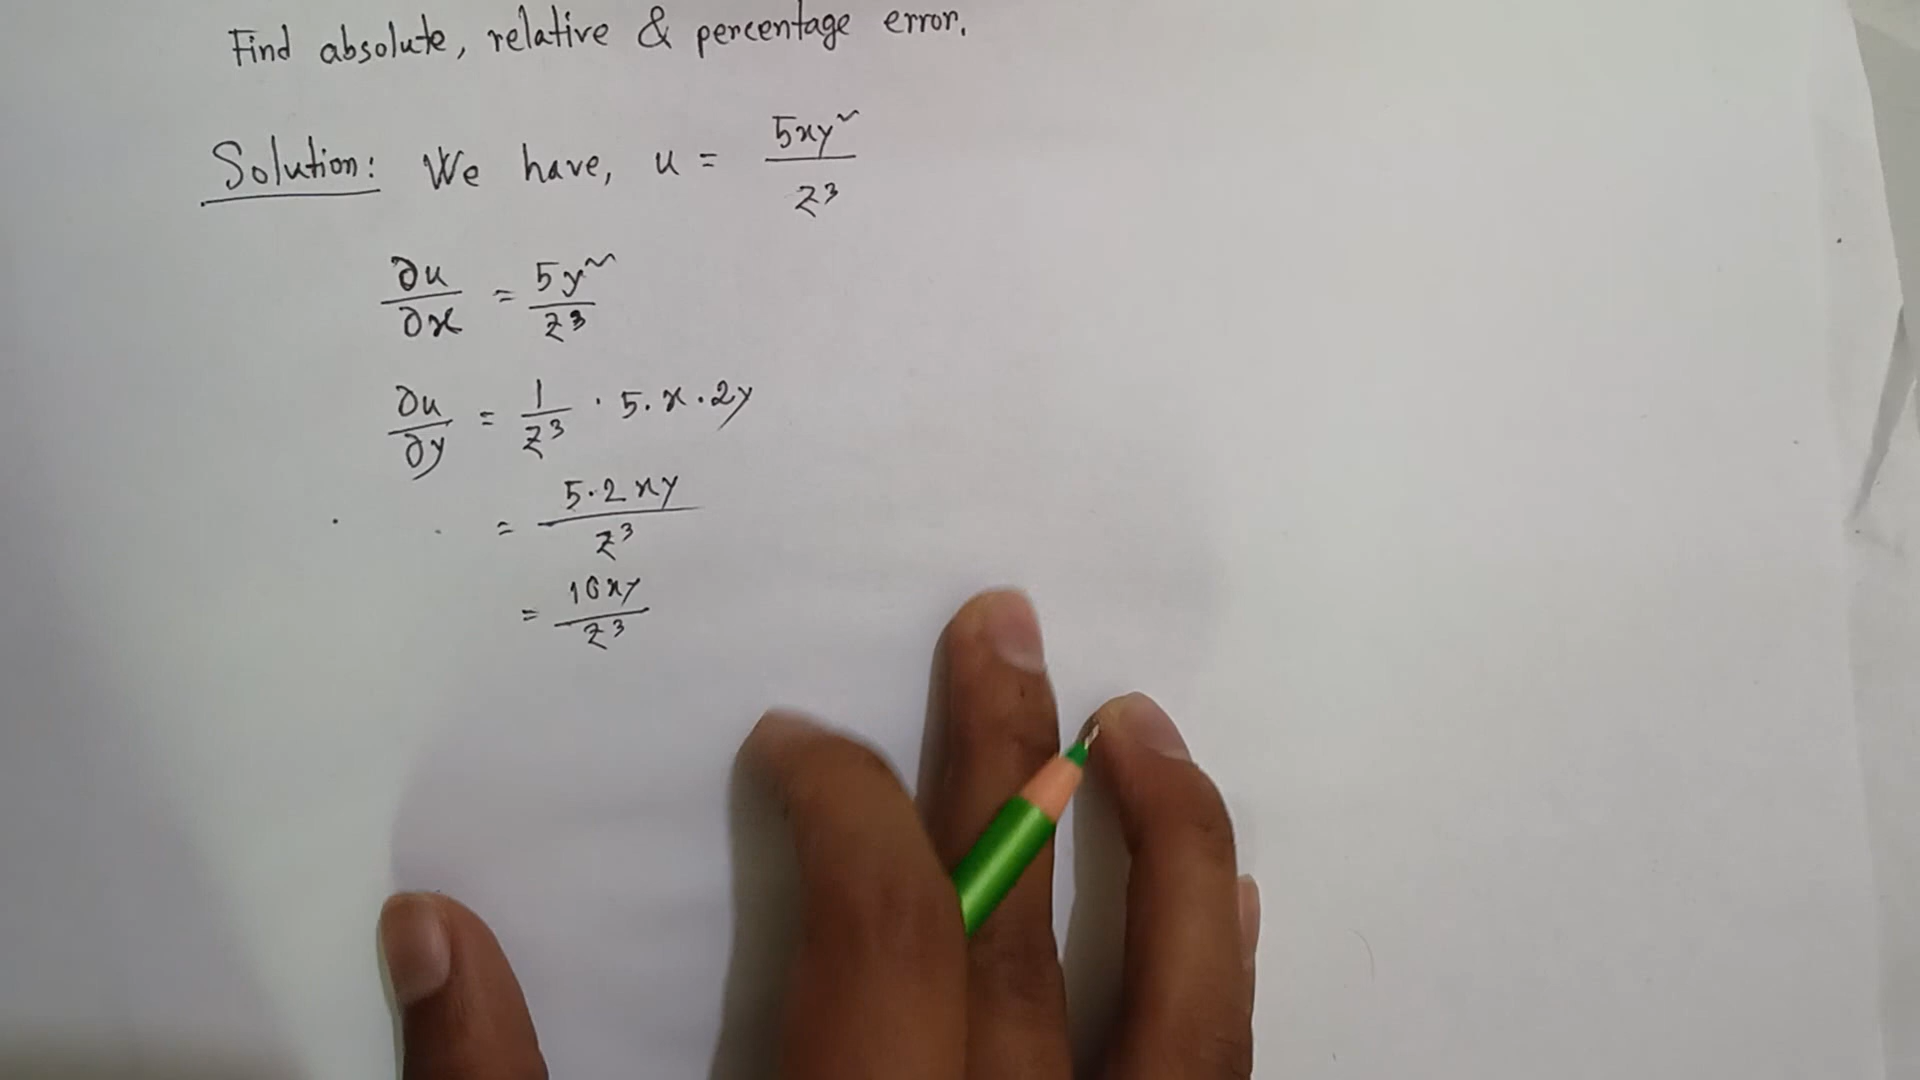 Find absolute, relative & percentage error.
Solution: We have, u = 5xy² / z³
∂u/∂x = 5y² / z³
∂u/∂y = 1/z³ · 5.x.2y
= 5·2xy / z³
= 10xy / z³